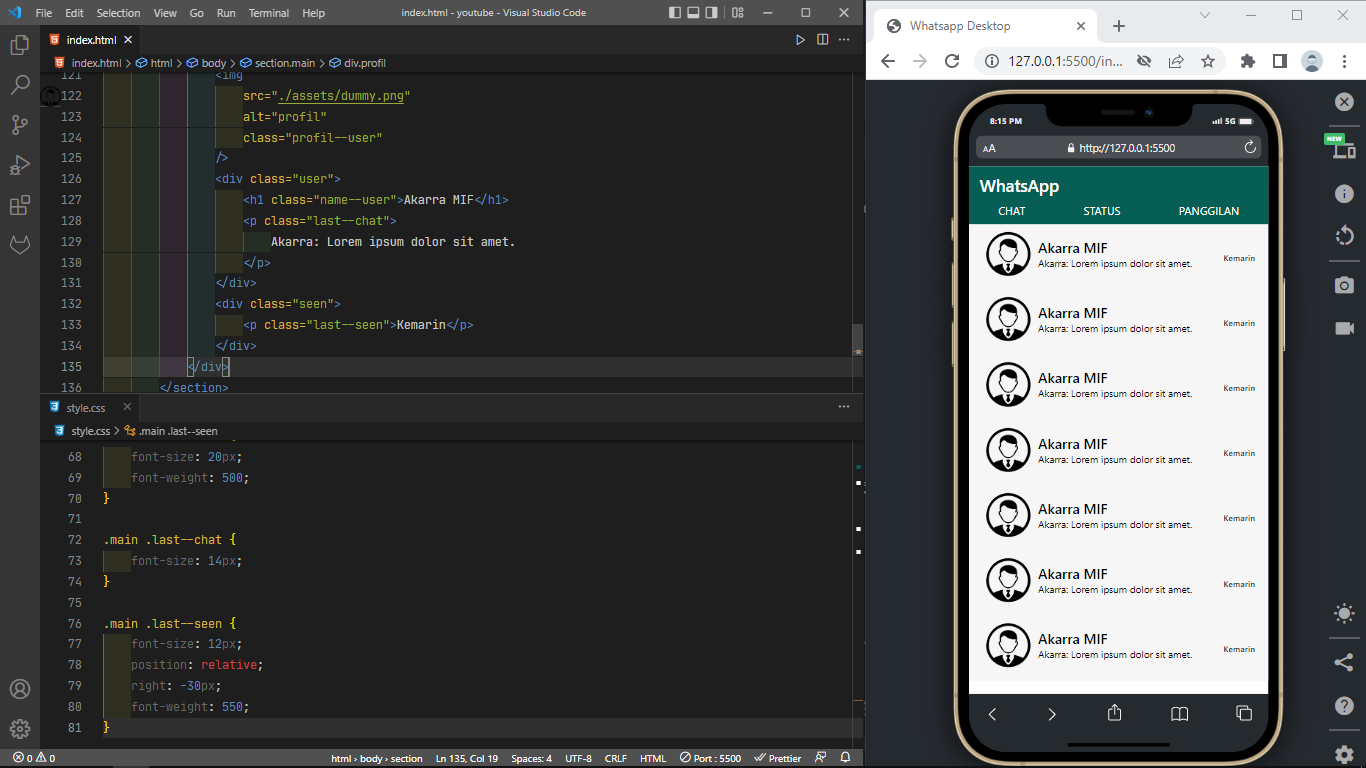 File Edit Selection View Go Run Terminal Help index.html - youtube - Visual Studio Code
index.html
index.html > html > body > section.main > div.profil
121 <img
122 src="./assets/dummy.png"
123 alt="profil"
124 class="profil--user"
125 />
126 <div class="user">
127 <h1 class="name--user">Akarra MIF</h1>
128 <p class="last--chat">
129 Akarra: Lorem ipsum dolor sit amet.
130 </p>
131 </div>
132 <div class="seen">
133 <p class="last--seen">Kemarin</p>
134 </div>
135 </div>
136 </section>
style.css
style.css > .main .last--seen
68 font-size: 20px;
69 font-weight: 500;
70 }
71
72 .main .last--chat {
73 font-size: 14px;
74 }
75
76 .main .last--seen {
77 font-size: 12px;
78 position: relative;
79 right: -30px;
80 font-weight: 550;
81 }
0 0 html > body > section Ln 135, Col 19 Spaces: 4 UTF-8 CRLF HTML Port : 5500 Prettier
Whatsapp Desktop
127.0.0.1:5500/in...
NEW
8:15 PM 5G
AA http://127.0.0.1:5500
WhatsApp
CHAT STATUS PANGGILAN
Akarra MIF
Akarra: Lorem ipsum dolor sit amet. Kemarin
Akarra MIF
Akarra: Lorem ipsum dolor sit amet. Kemarin
Akarra MIF
Akarra: Lorem ipsum dolor sit amet. Kemarin
Akarra MIF
Akarra: Lorem ipsum dolor sit amet. Kemarin
Akarra MIF
Akarra: Lorem ipsum dolor sit amet. Kemarin
Akarra MIF
Akarra: Lorem ipsum dolor sit amet. Kemarin
Akarra MIF
Akarra: Lorem ipsum dolor sit amet. Kemarin